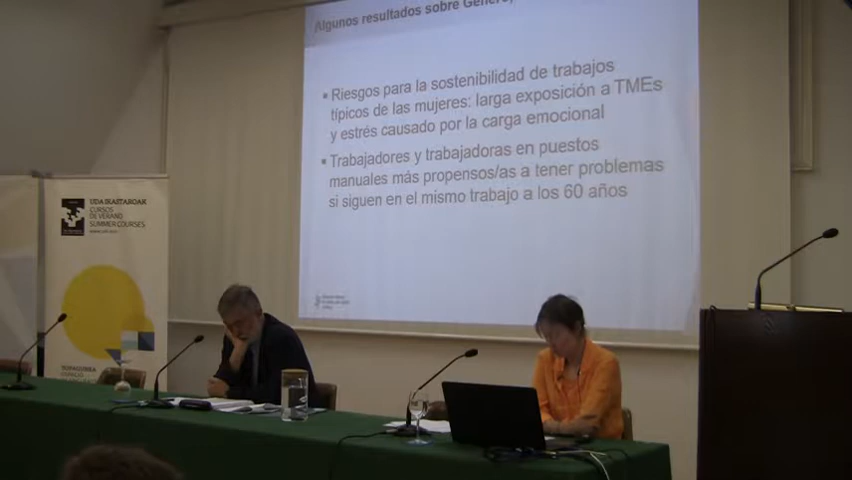 Algunos resultados sobre Género,
▪ Riesgos para la sostenibilidad de trabajos
típicos de las mujeres: larga exposición a TMEs
y estrés causado por la carga emocional
▪ Trabajadores y trabajadoras en puestos
manuales más propensos/as a tener problemas
si siguen en el mismo trabajo a los 60 años
UDA IKASTAROAK
CURSOS
DE VERANO
SUMMER COURSES